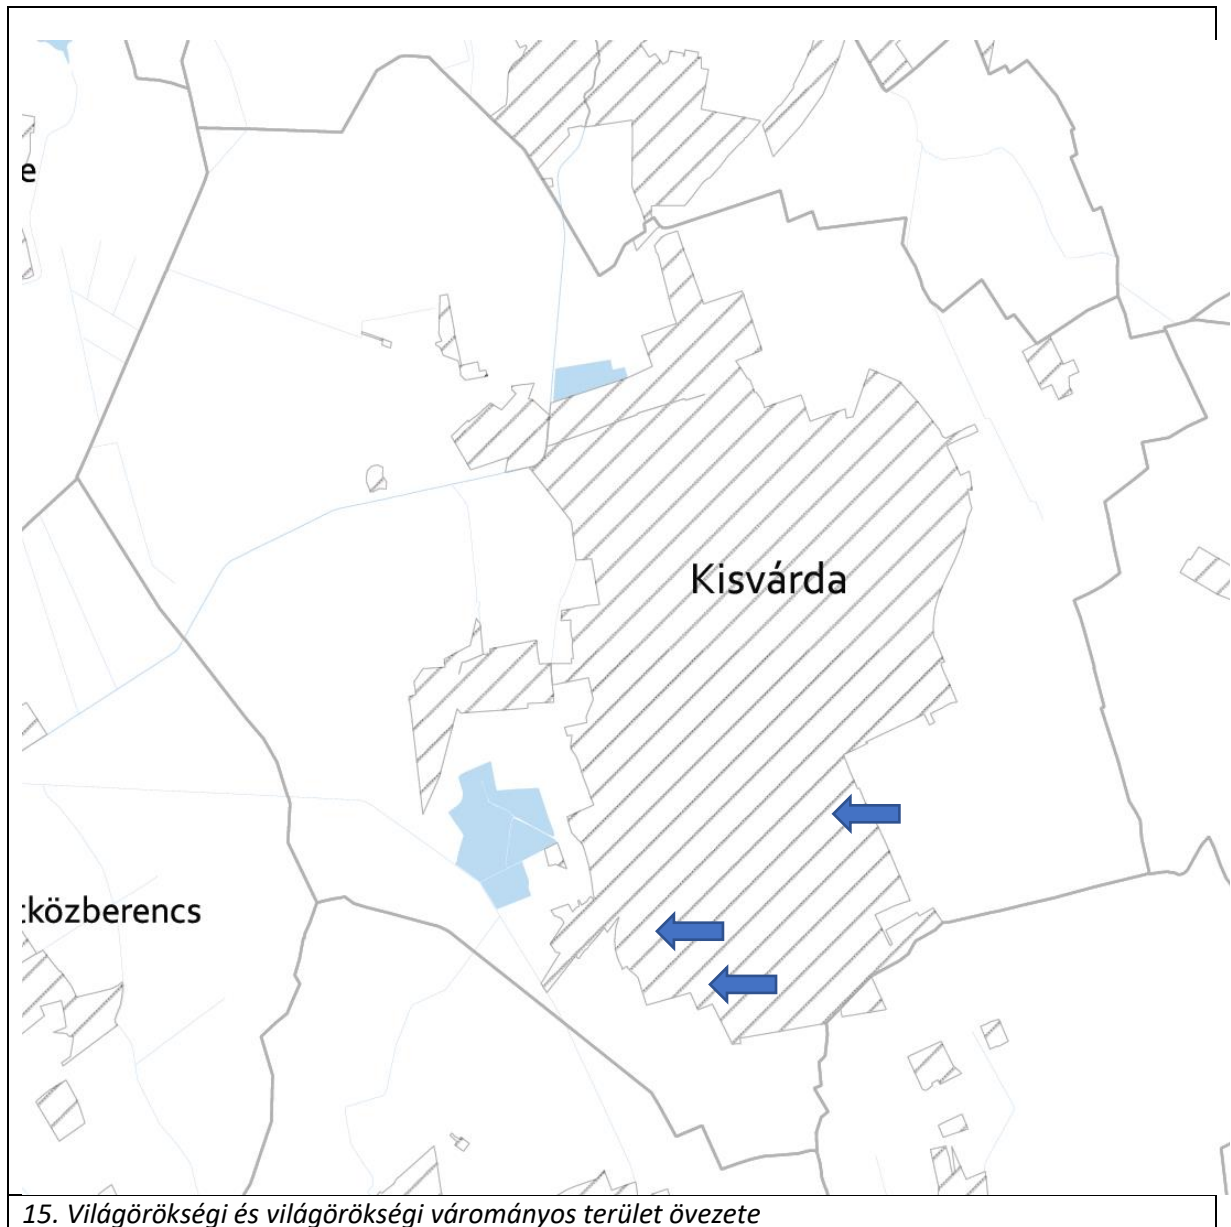 e
Kisvárda
:közberencs
15. Világörökségi és világörökségi várományos terület övezete